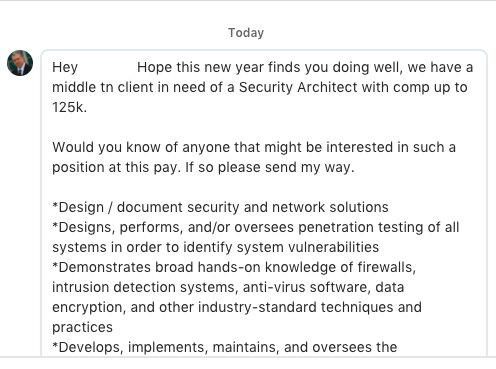 Today
Hey Hope this new year finds you doing well, we have a
middle tn client in need of a Security Architect with comp up to
125k.
Would you know of anyone that might be interested in such a
position at this pay. If so please send my way.
*Design / document security and network solutions
*Designs, performs, and/or oversees penetration testing of all
systems in order to identify system vulnerabilities
*Demonstrates broad hands-on knowledge of firewalls,
intrusion detection systems, anti-virus software, data
encryption, and other industry-standard techniques and
practices
*Develops, implements, maintains, and oversees the